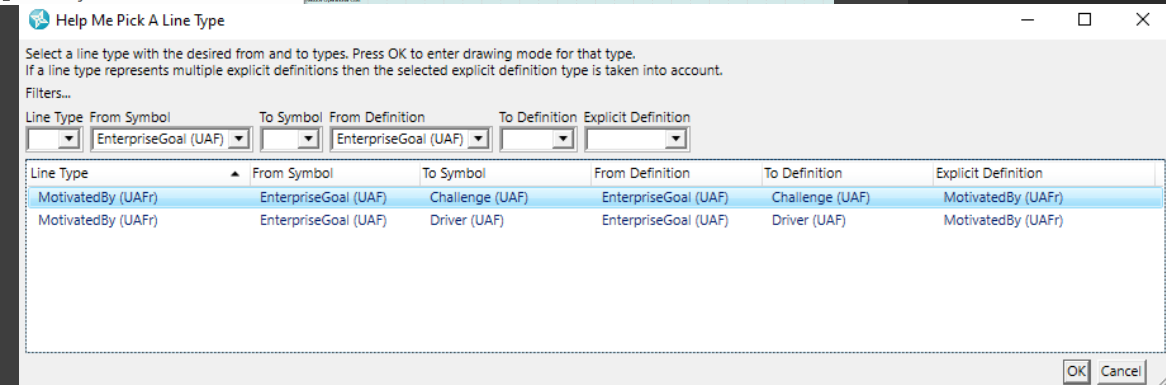 Help Me Pick A Line Type
Select a line type with the desired from and to types. Press OK to enter drawing mode for that type.
If a line type represents multiple explicit definitions then the selected explicit definition type is taken into account.
Filters...
Line Type From Symbol To Symbol From Definition To Definition Explicit Definition
EnterpriseGoal (UAF) EnterpriseGoal (UAF)
Line Type From Symbol To Symbol From Definition To Definition Explicit Definition
MotivatedBy (UAFr) EnterpriseGoal (UAF) Challenge (UAF) EnterpriseGoal (UAF) Challenge (UAF) MotivatedBy (UAFr)
MotivatedBy (UAFr) EnterpriseGoal (UAF) Driver (UAF) EnterpriseGoal (UAF) Driver (UAF) MotivatedBy (UAFr)
OK Cancel